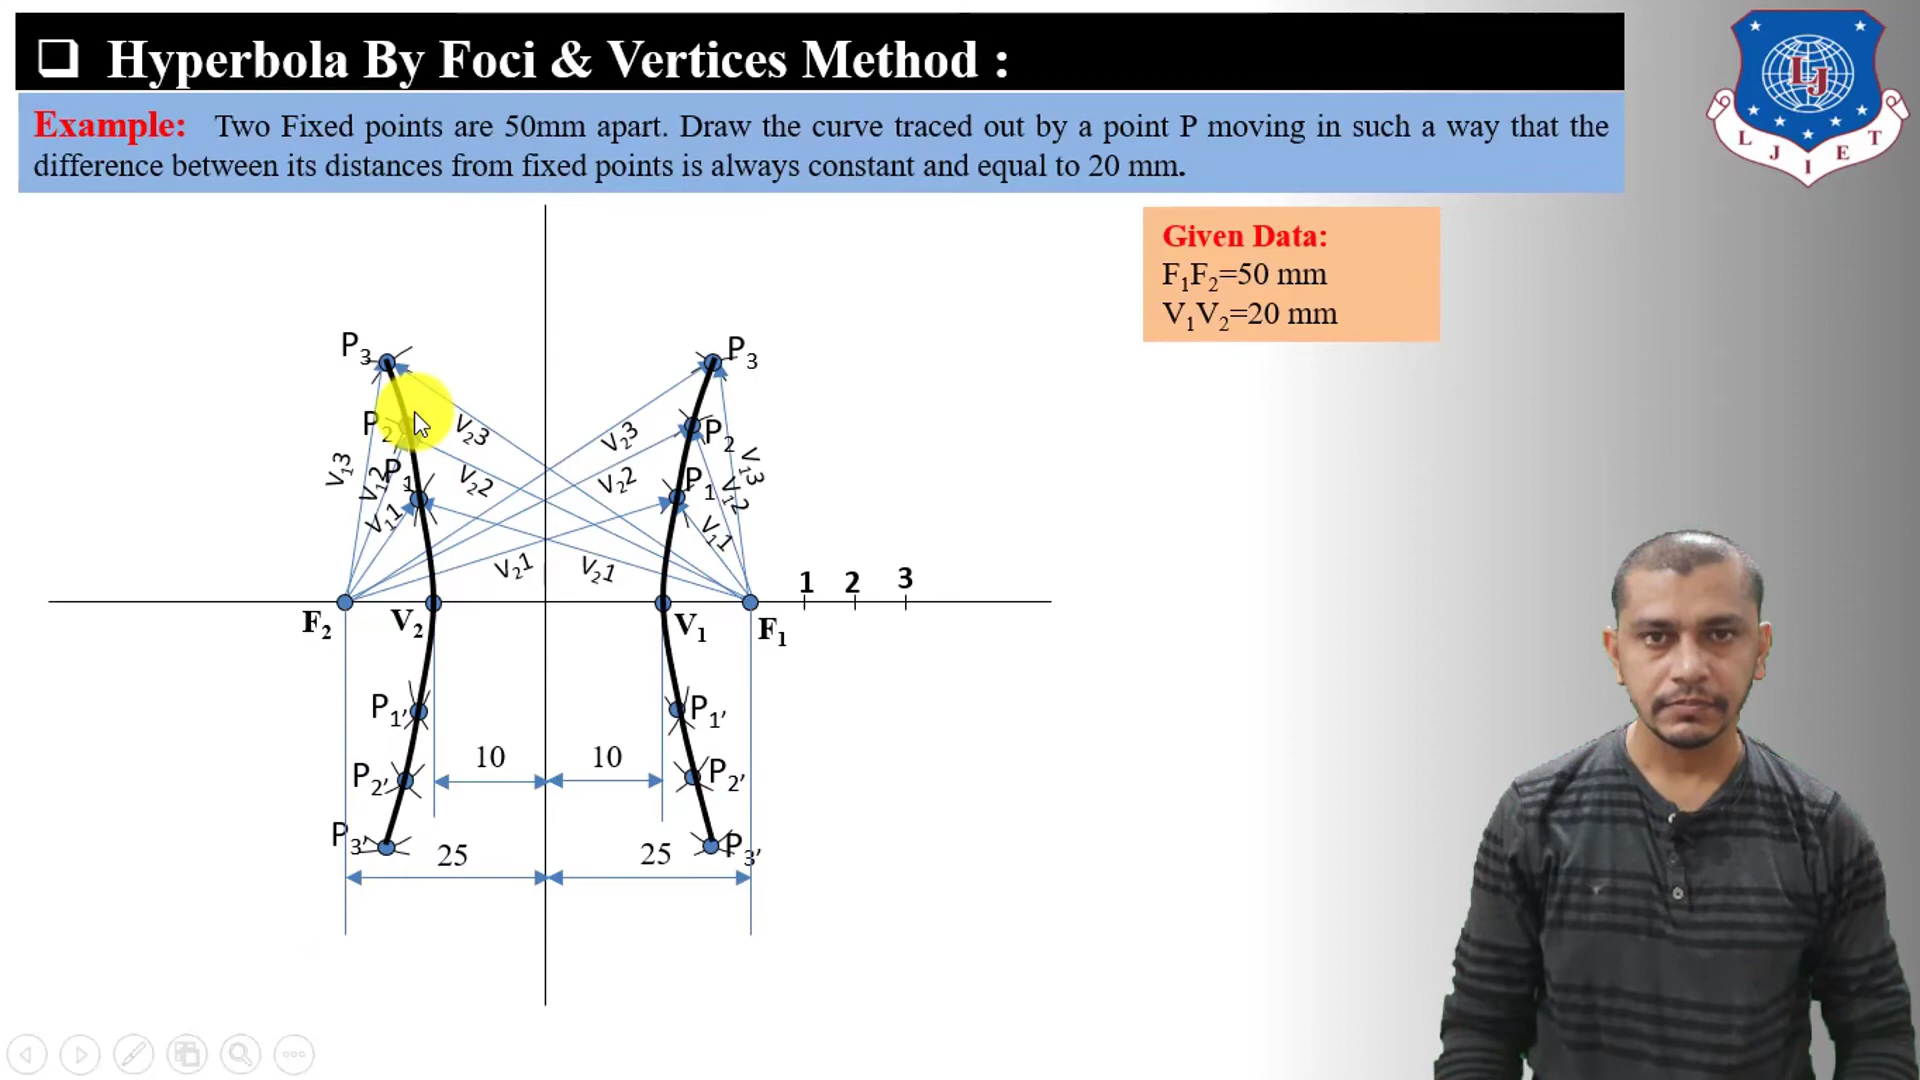 ❑ Hyperbola By Foci & Vertices Method :
Example: Two Fixed points are 50mm apart. Draw the curve traced out by a point P moving in such a way that the
difference between its distances from fixed points is always constant and equal to 20 mm.
LJ
L J I E T
Given Data:
F₁F₂=50 mm
V₁V₂=20 mm
P₃ P₃
P₂ V₂3 V₂3 P₂
V₁3 V₁2 P₁ V₂2 V₂2 P₁ V₁2 V₁3
V₁1 V₁1
V₂1 V₂1
1 2 3
F₂ V₂ V₁ F₁
P₁' P₁'
P₂' 10 10 P₂'
P₃' 25 25 P₃'